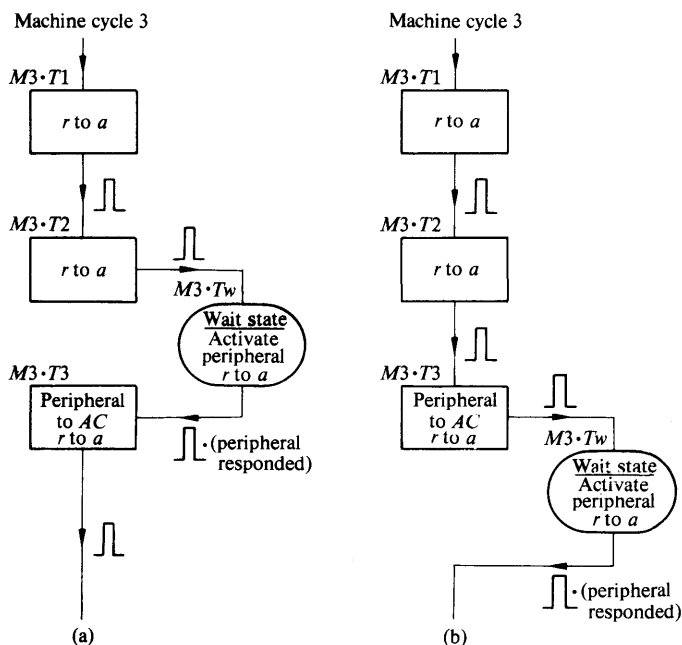 Machine cycle 3
M3·T1
r to a
M3·T2
r to a
M3·Tw
Wait state
Activate
peripheral
r to a
M3·T3
Peripheral
to AC
r to a
·(peripheral
responded)
(a)
Machine cycle 3
M3·T1
r to a
M3·T2
r to a
M3·T3
Peripheral
to AC
r to a
M3·Tw
Wait state
Activate
peripheral
r to a
·(peripheral
responded)
(b)